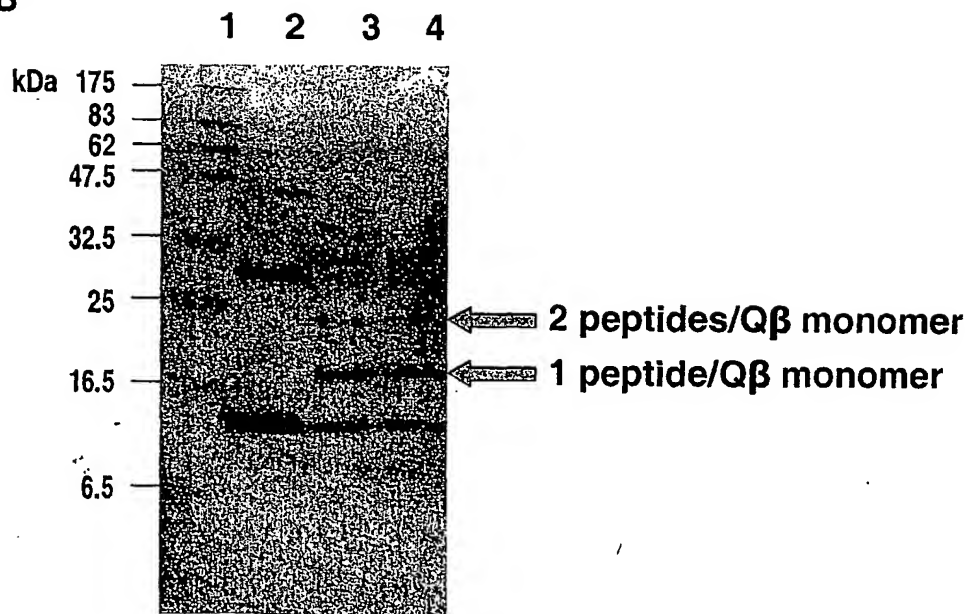 B
1 2 3 4
kDa 175
83
62
47.5
32.5
25
2 peptides/Qβ monomer
1 peptide/Qβ monomer
16.5
6.5